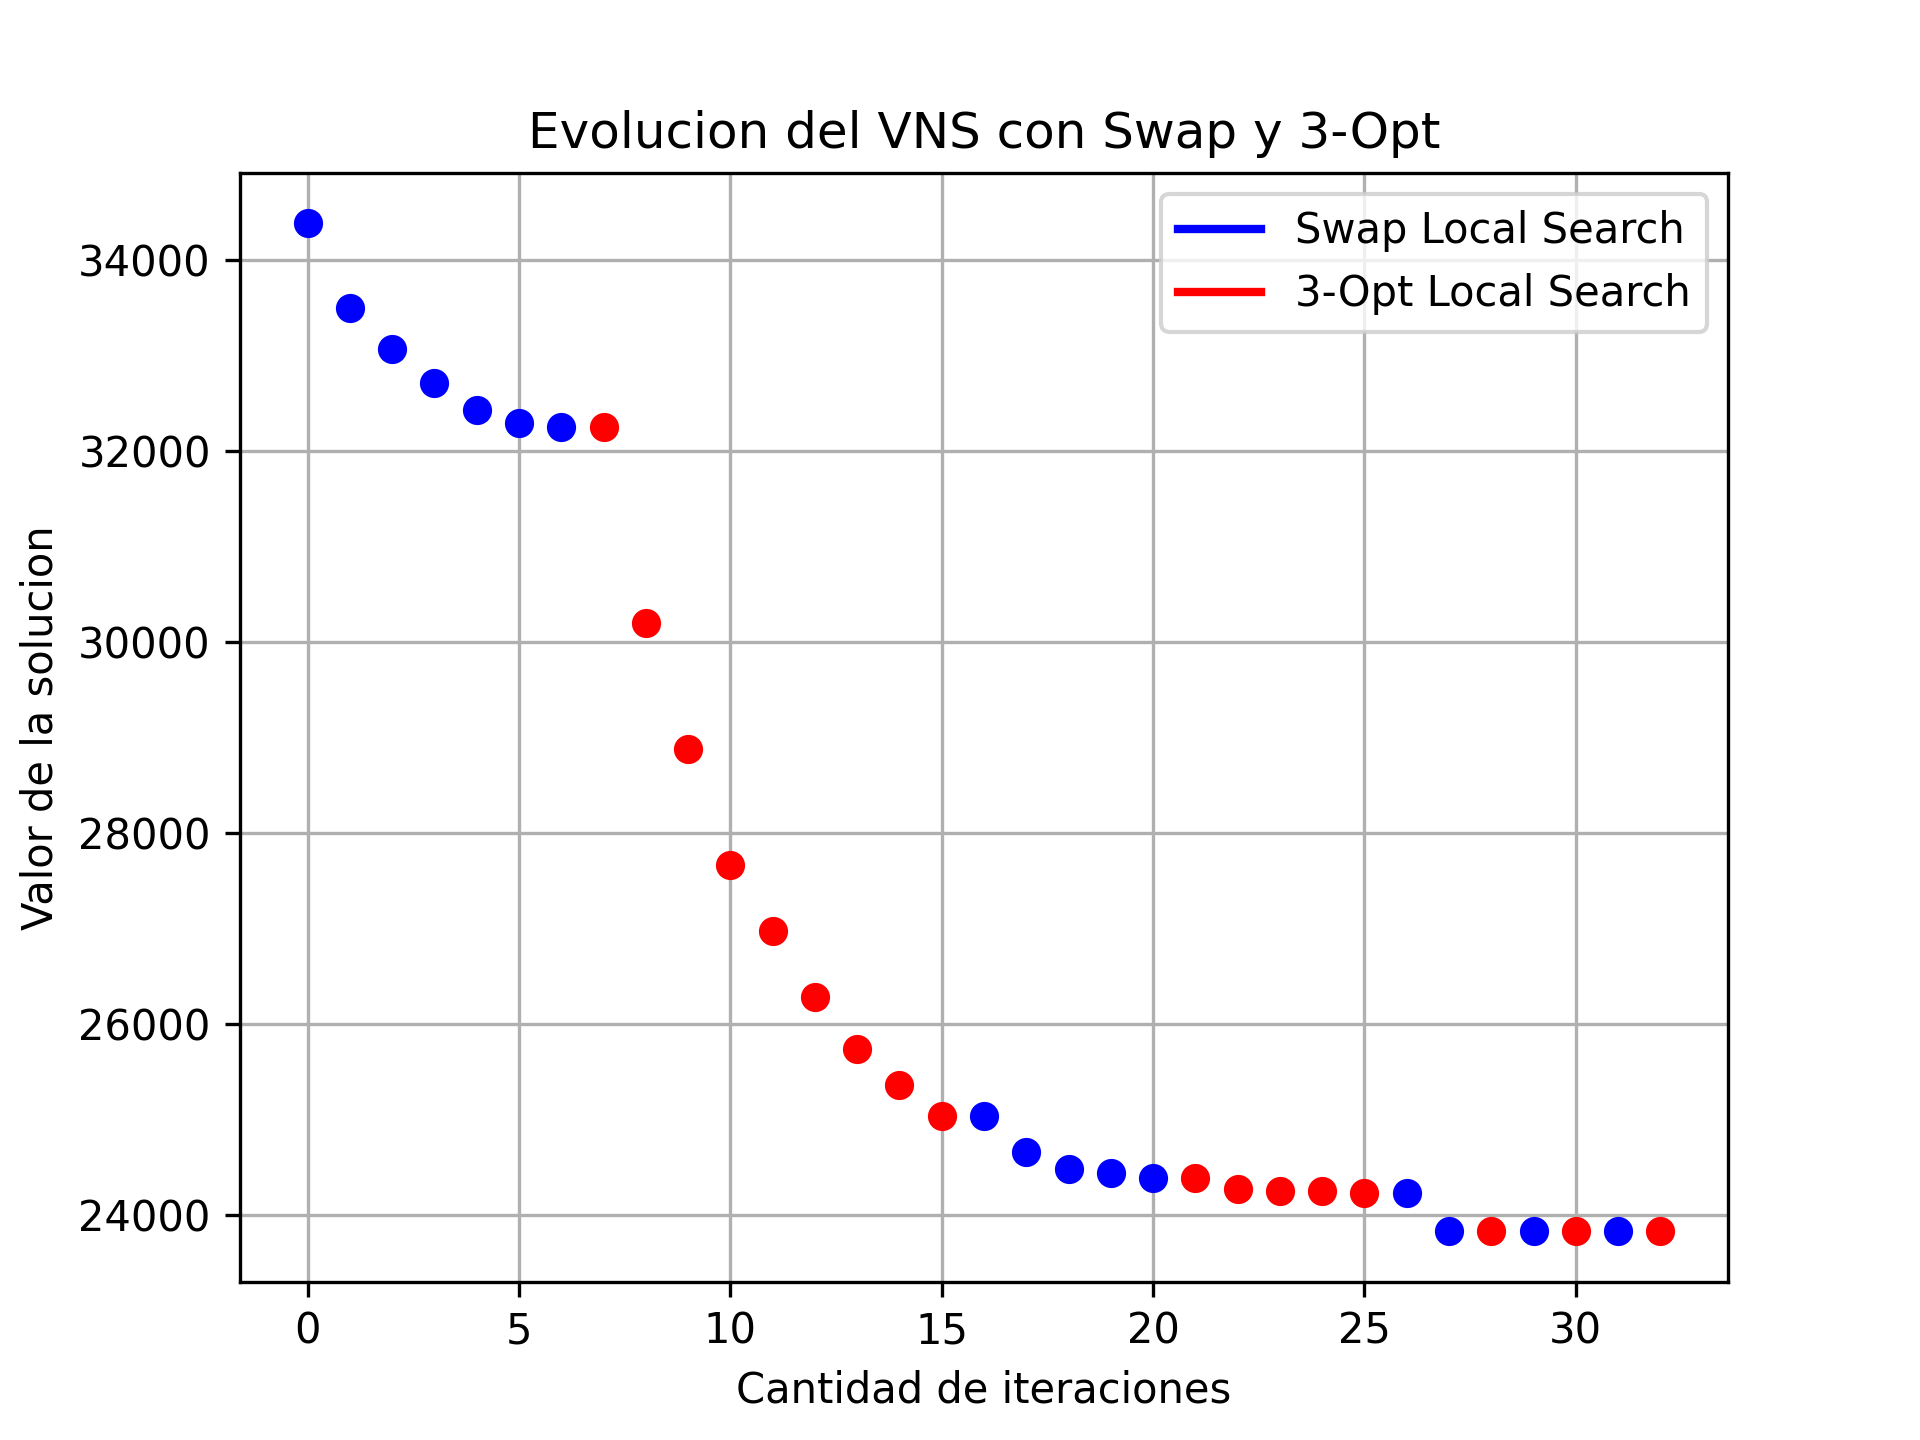 Evolucion del VNS con Swap y 3-Opt
Swap Local Search
3-Opt Local Search
Valor de la solucion
34000
32000
30000
28000
26000
24000
0 5 10 15 20 25 30
Cantidad de iteraciones